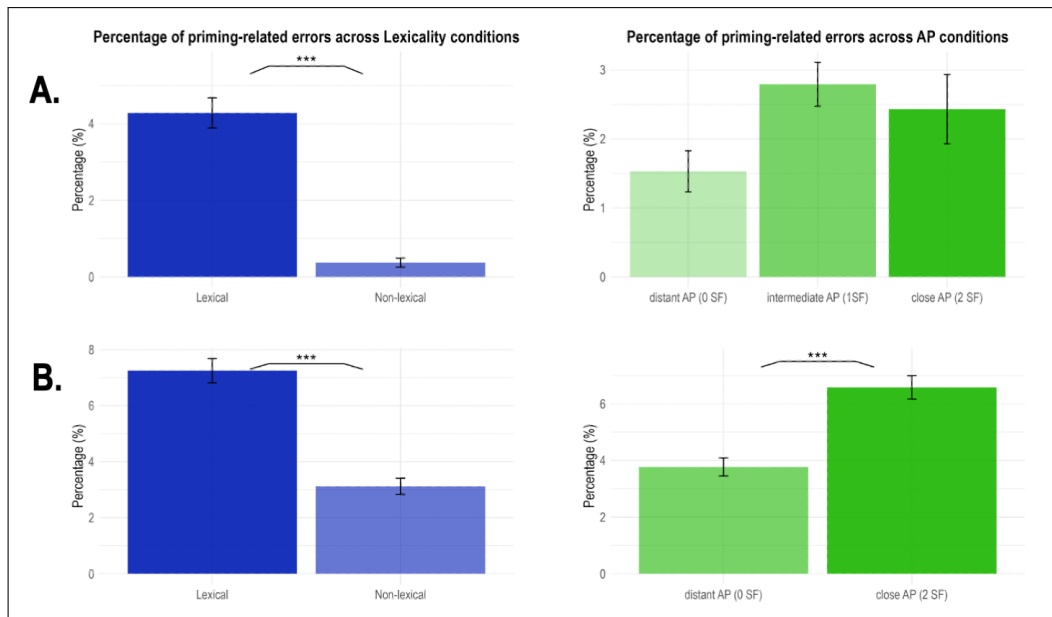 Percentage of priming-related errors across Lexicality conditions
Percentage of priming-related errors across AP conditions
A.
***
Percentage (%)
4
2
0
Lexical
Non-lexical
Percentage (%)
3
2
1
0
distant AP (0 SF)
intermediate AP (1SF)
close AP (2 SF)
B.
***
Percentage (%)
8
6
4
2
0
Lexical
Non-lexical
***
Percentage (%)
6
4
2
0
distant AP (0 SF)
close AP (2 SF)